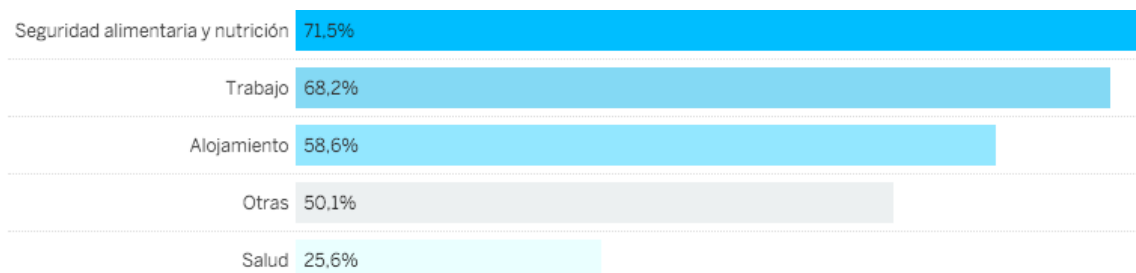 Seguridad alimentaria y nutrición 71,5%
Trabajo 68,2%
Alojamiento 58,6%
Otras 50,1%
Salud 25,6%